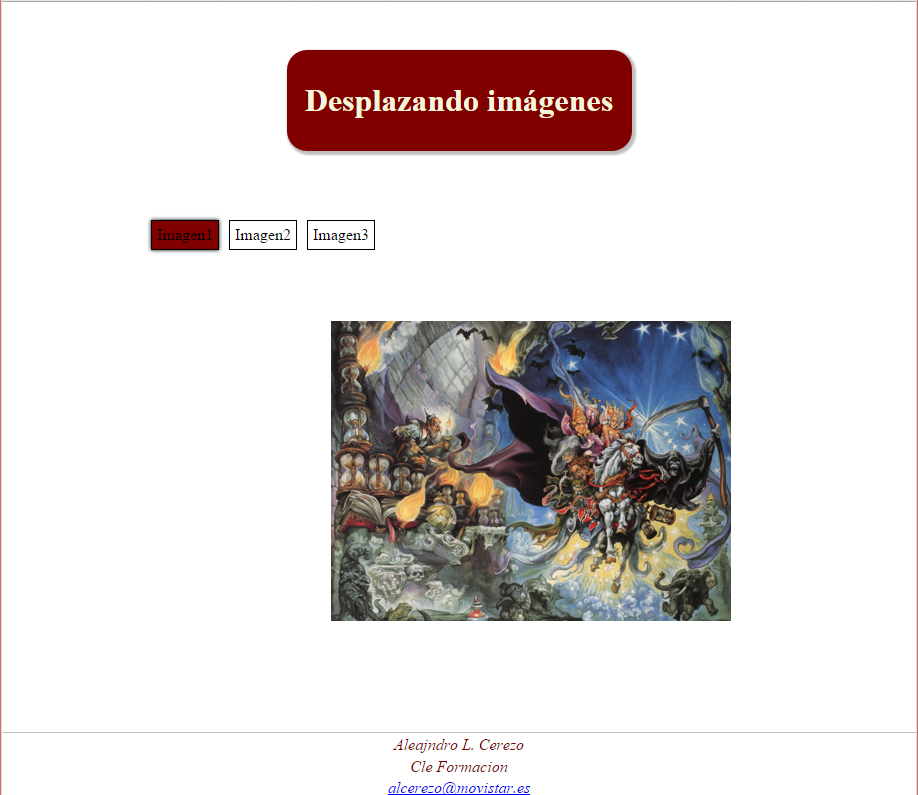 Desplazando imágenes
Imagen1 Imagen2 Imagen3
Aleajndro L. Cerezo
Cle Formacion
alcerezo@movistar.es